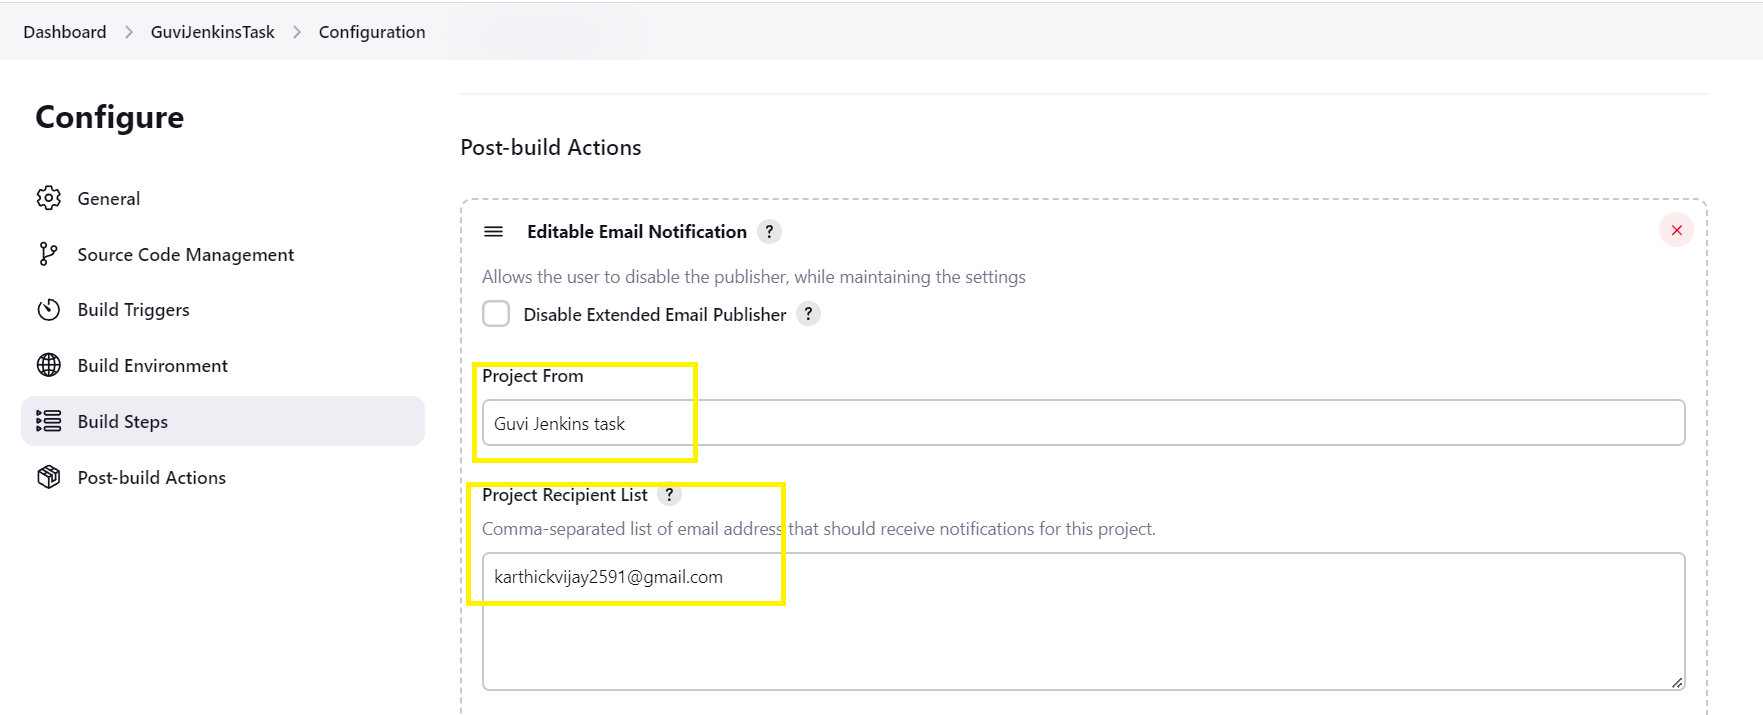 Dashboard > GuviJenkinsTask > Configuration
Configure
General
Source Code Management
Build Triggers
Build Environment
Build Steps
Post-build Actions
Post-build Actions
Editable Email Notification ?
Allows the user to disable the publisher, while maintaining the settings
Disable Extended Email Publisher ?
Project From
Guvi Jenkins task
Project Recipient List ?
Comma-separated list of email address that should receive notifications for this project.
karthickvijay2591@gmail.com